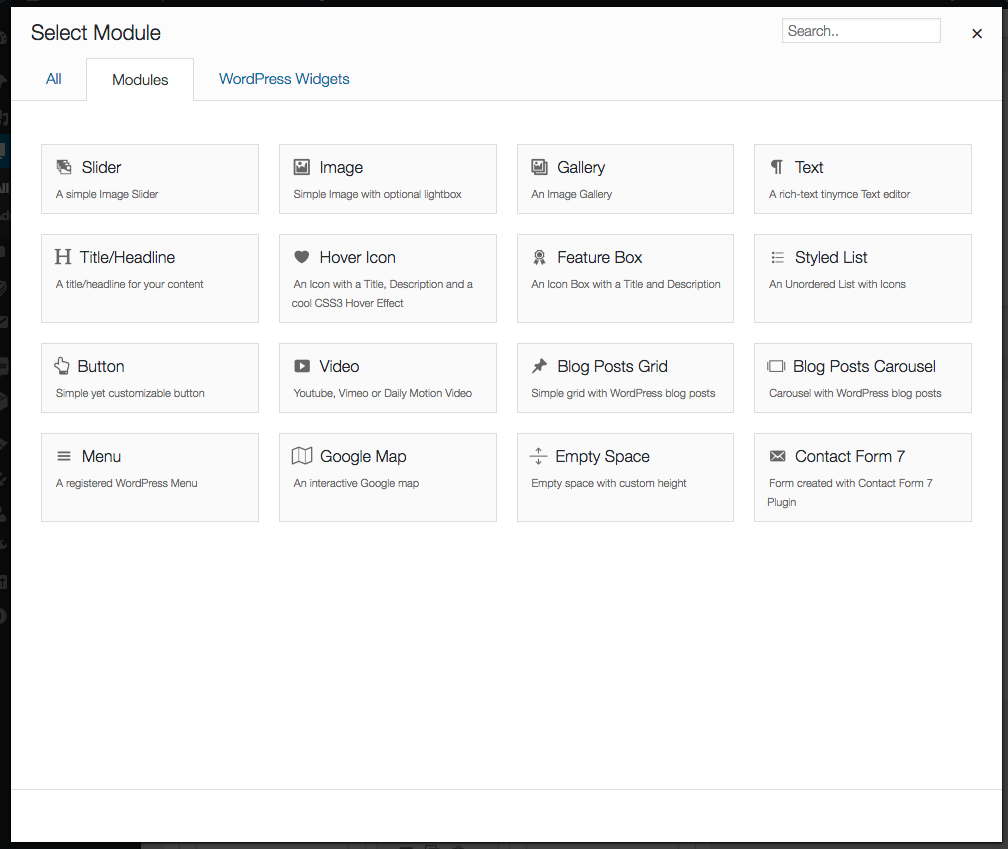 Select Module
Search..
All
Modules
WordPress Widgets
Slider
A simple Image Slider
Image
Simple Image with optional lightbox
Gallery
An Image Gallery
Text
A rich-text tinymce Text editor
Title/Headline
A title/headline for your content
Hover Icon
An Icon with a Title, Description and a
cool CSS3 Hover Effect
Feature Box
An Icon Box with a Title and Description
Styled List
An Unordered List with Icons
Button
Simple yet customizable button
Video
Youtube, Vimeo or Daily Motion Video
Blog Posts Grid
Simple grid with WordPress blog posts
Blog Posts Carousel
Carousel with WordPress blog posts
Menu
A registered WordPress Menu
Google Map
An interactive Google map
Empty Space
Empty space with custom height
Contact Form 7
Form created with Contact Form 7
Plugin